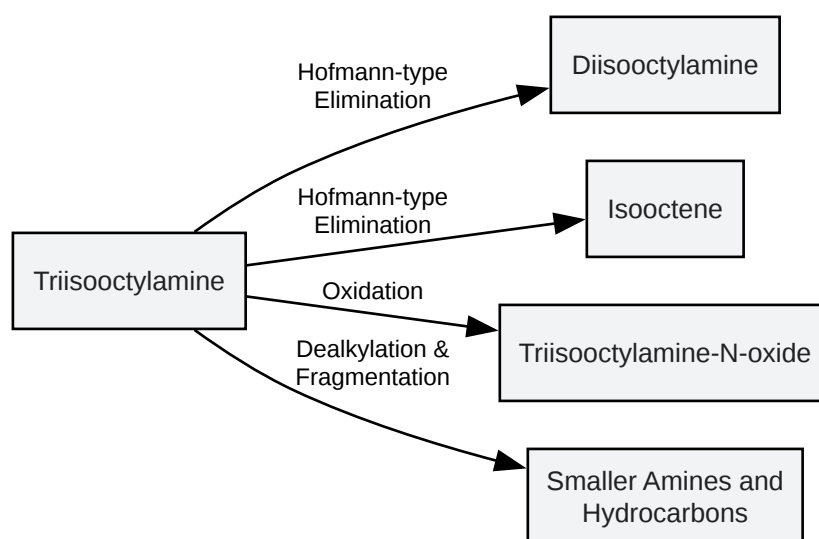 Hofmann-type
Elimination
Diisooctylamine
Hofmann-type
Elimination
Isooctene
Triisooctylamine
Oxidation
Triisooctylamine-N-oxide
Dealkylation &
Fragmentation
Smaller Amines and
Hydrocarbons